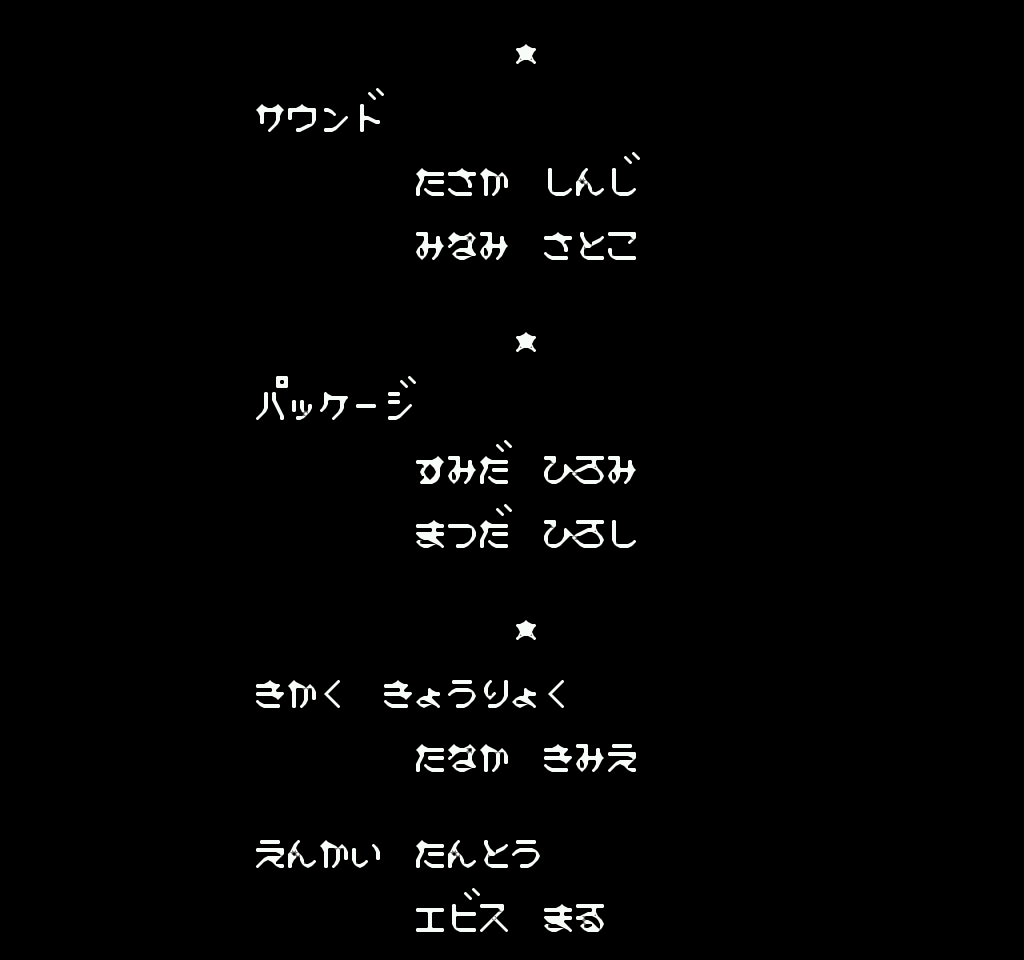 ★
サウンド
たさか　しんじ
みなみ　さとこ
★
パッケージ
すみだ　ひろみ
まつだ　ひろし
★
きかく　きょうりょく
たなか　きみえ
えんかい　たんとう
エビス　まる